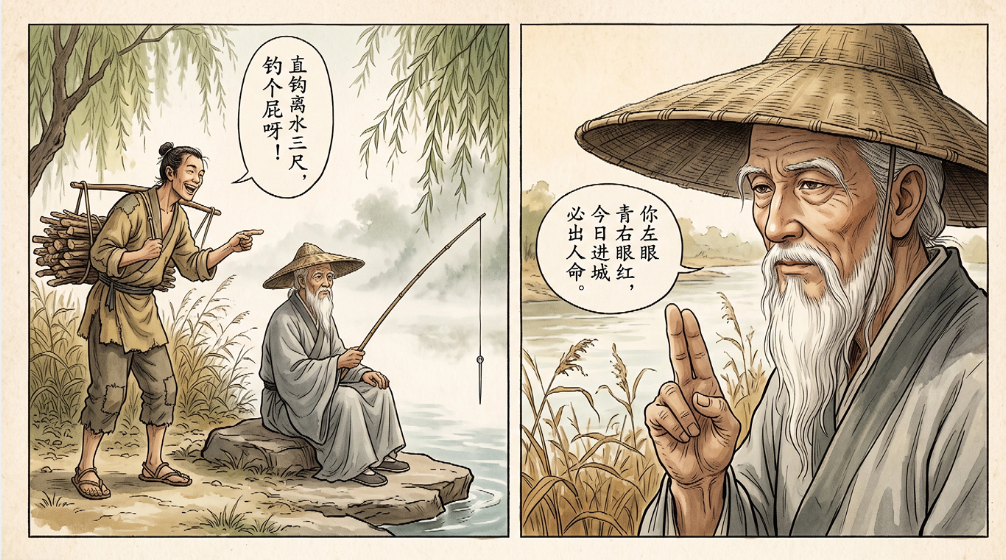 直钩离水三尺，
钓个屁呀！
你左眼
青右眼红，
今日进城
必出人命。